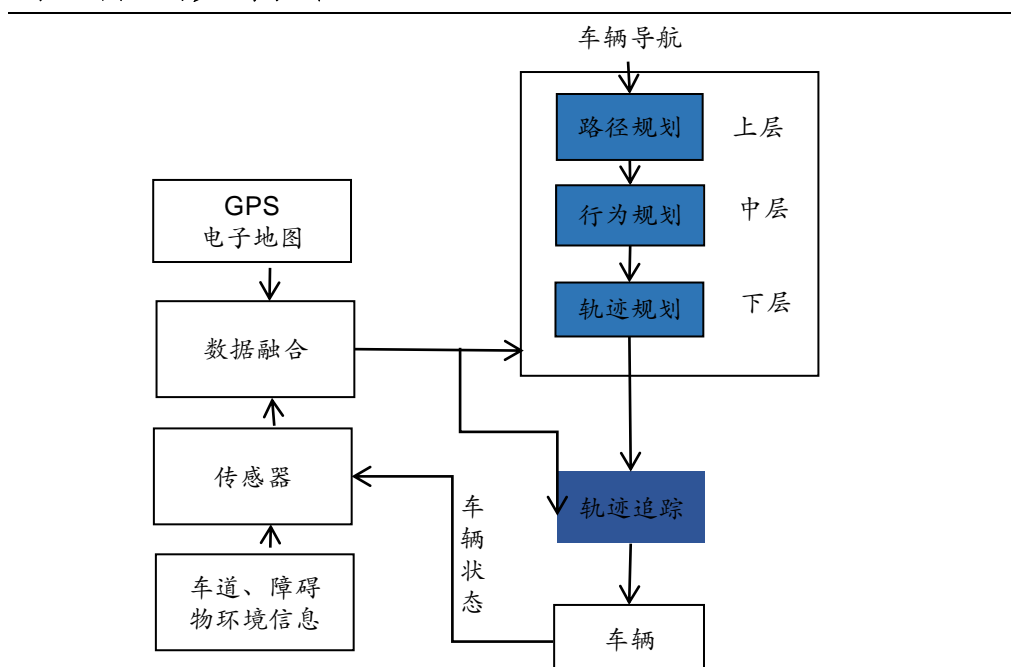 车辆导航
路径规划
上层
行为规划
中层
轨迹规划
下层
GPS
电子地图
数据融合
传感器
车道、障碍
物环境信息
车
辆
状
态
轨迹追踪
车辆